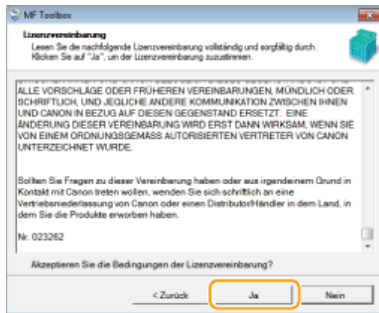 MF Toolbox
Lizenzvereinbarung
Lesen Sie die nachfolgende Lizenzvereinbarung vollständig und sorgfältig durch.
Klicken Sie auf "Ja", um der Lizenzvereinbarung zuzustimmen.
ALLE VORSCHLÄGE ODER FRÜHEREN VEREINBARUNGEN, MÜNDLICH ODER
SCHRIFTLICH, UND JEGLICHE ANDERE KOMMUNIKATION ZWISCHEN IHNEN
UND CANON IN BEZUG AUF DIESEN GEGENSTAND ERSETZT. EINE
ÄNDERUNG DIESER VEREINBARUNG WIRD ERST DANN WIRKSAM, WENN SIE
VON EINEM ORDNUNGSGEMÄSS AUTORISIERTEN VERTRETER VON CANON
UNTERZEICHNET WURDE.
Sollten Sie Fragen zu dieser Vereinbarung haben oder aus irgendeinem Grund in
Kontakt mit Canon treten wollen, wenden Sie sich schriftlich an eine
Vertriebsniederlassung von Canon oder einen Distributor/Händler in dem Land, in
dem Sie die Produkte erworben haben.
Nr. 023262
Akzeptieren Sie die Bedingungen der Lizenzvereinbarung?
< Zurück Ja Nein